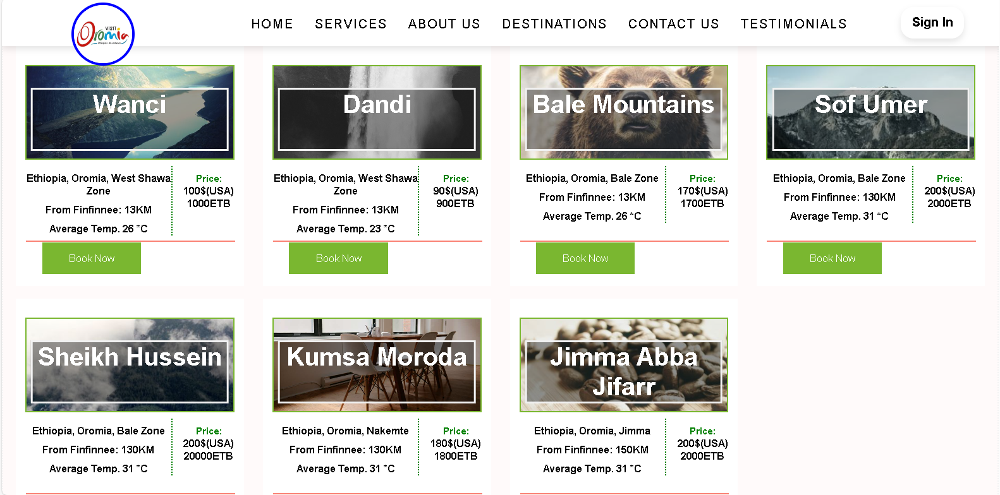 VISIT
Oromia
Ethiopia's Abundance
HOME
SERVICES
ABOUT US
DESTINATIONS
CONTACT US
TESTIMONIALS
Sign In
Wanci
Ethiopia, Oromia, West Shawa
Zone
From Finfinnee: 13KM
Average Temp. 26 *C
Price:
100$(USA)
1000ETB
Book Now
Dandi
Ethiopia, Oromia, West Shawa
Zone
From Finfinnee: 13KM
Average Temp. 23 *C
Price:
90$(USA)
900ETB
Book Now
Bale Mountains
Ethiopia, Oromia, Bale Zone
From Finfinnee: 13KM
Average Temp. 26 *C
Price:
170$(USA)
1700ETB
Book Now
Sof Umer
Ethiopia, Oromia, Bale Zone
From Finfinnee: 130KM
Average Temp. 31 *C
Price:
200$(USA)
2000ETB
Book Now
Sheikh Hussein
Ethiopia, Oromia, Bale Zone
From Finfinnee: 130KM
Average Temp. 31 *C
Price:
200$(USA)
20000ETB
Kumsa Moroda
Ethiopia, Oromia, Nakemte
From Finfinnee: 130KM
Average Temp. 31 *C
Price:
180$(USA)
1800ETB
Jimma Abba
Jifarr
Ethiopia, Oromia, Jimma
From Finfinnee: 150KM
Average Temp. 31 *C
Price:
200$(USA)
2000ETB